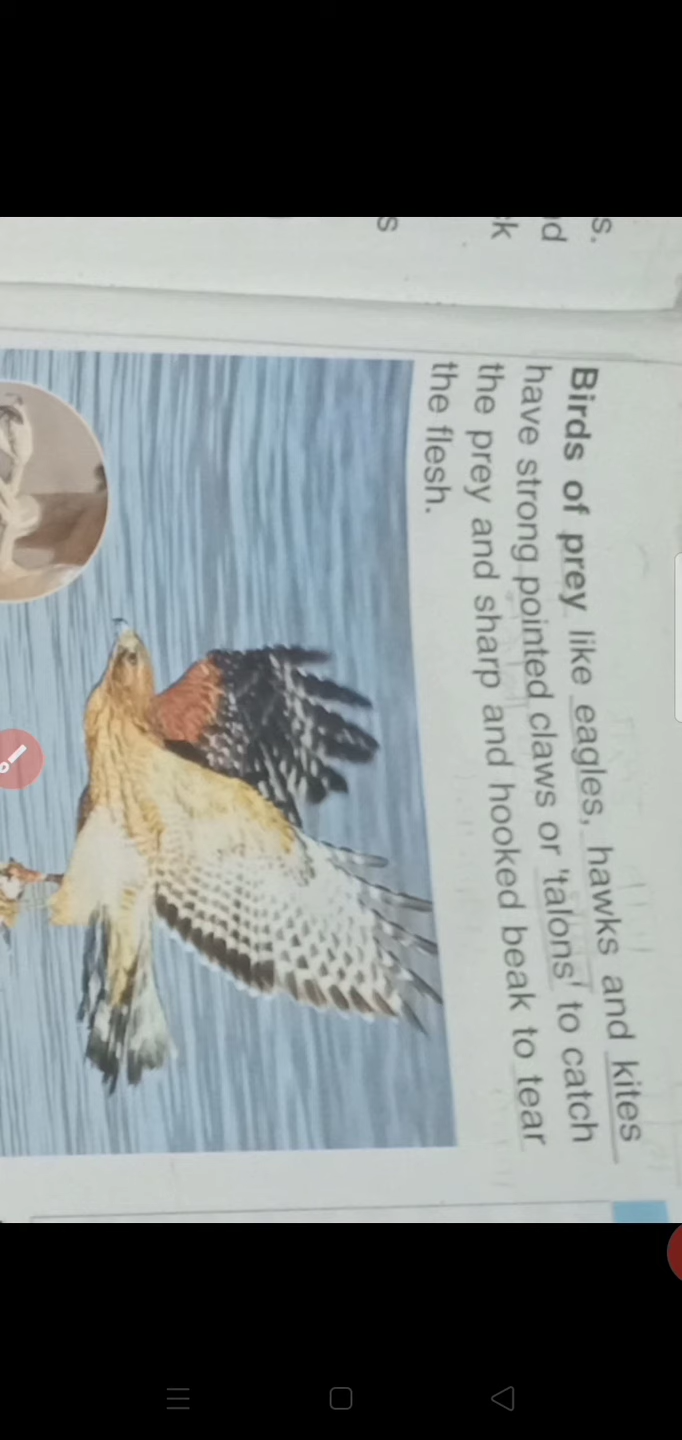 s.
k
s
Birds of prey like eagles, hawks and kites
have strong pointed claws or 'talons' to catch
the prey and sharp and hooked beak to tear
the flesh.